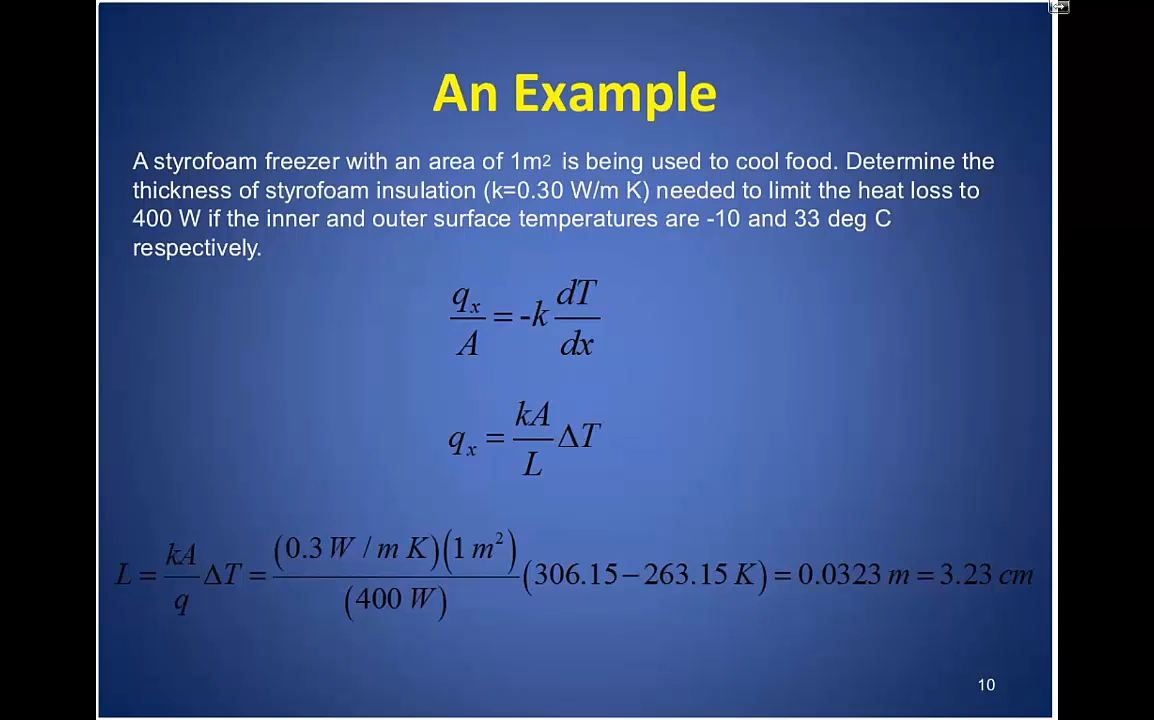 An Example
A styrofoam freezer with an area of 1m2 is being used to cool food. Determine the
thickness of styrofoam insulation (k=0.30 W/m K) needed to limit the heat loss to
400 W if the inner and outer surface temperatures are -10 and 33 deg C
respectively.
q_x / A = -k dT / dx
q_x = kA / L ΔT
L = kA / q ΔT = (0.3 W / m K)(1 m²) / (400 W) (306.15 − 263.15 K) = 0.0323 m = 3.23 cm
10